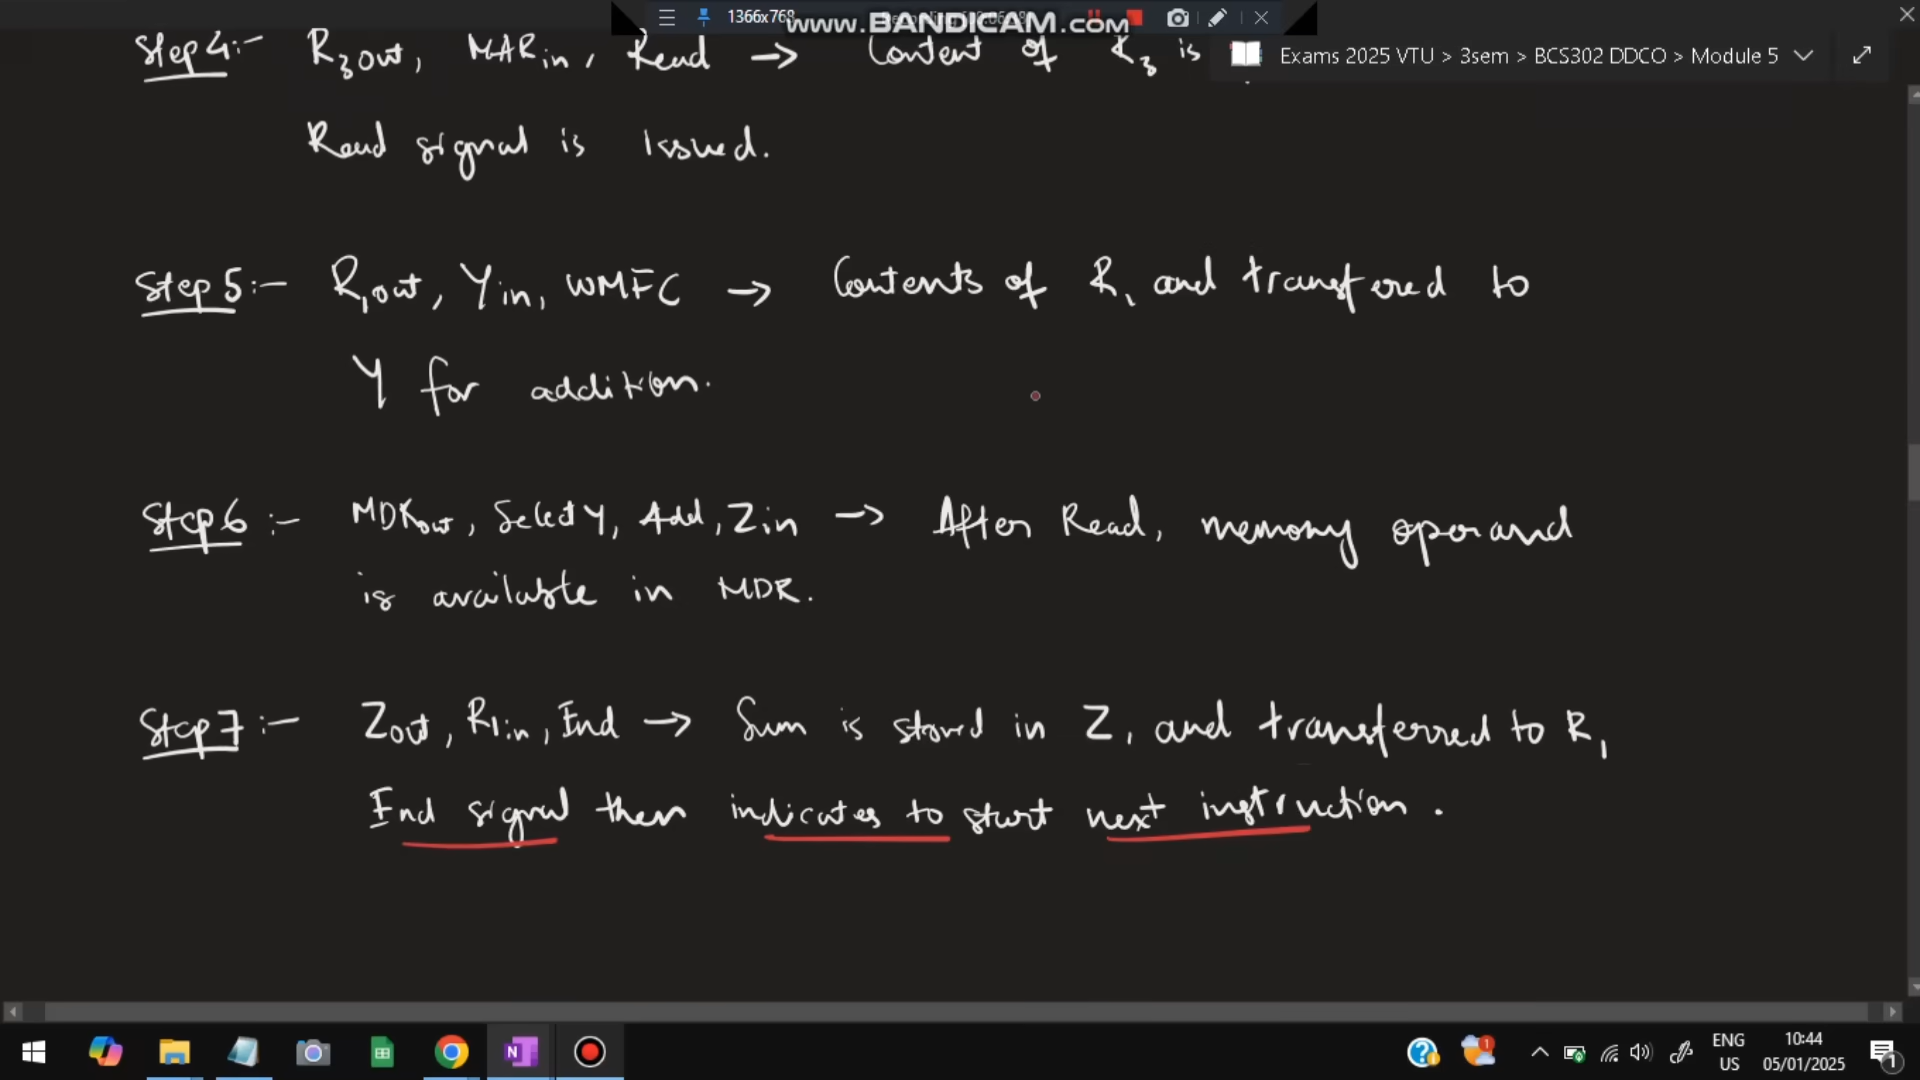 1366x768
www.BANDICAM.com
Exams 2025 VTU > 3sem > BCS302 DDCO > Module 5
Step 4:- R3out, MARin, Read → Content of R3 is
Read signal is issued.
Step 5:- R1out, Yin, WMFC → Contents of R1 and transfered to
Y for addition.
Step 6:- MDRout, Select Y, Add, Zin → After Read, memory operand
is available in MDR.
Step 7:- Zout, R1in, End → Sum is stored in Z, and transferred to R1
End signal then indicates to start next instruction.
ENG
US
10:44
05/01/2025
1
1